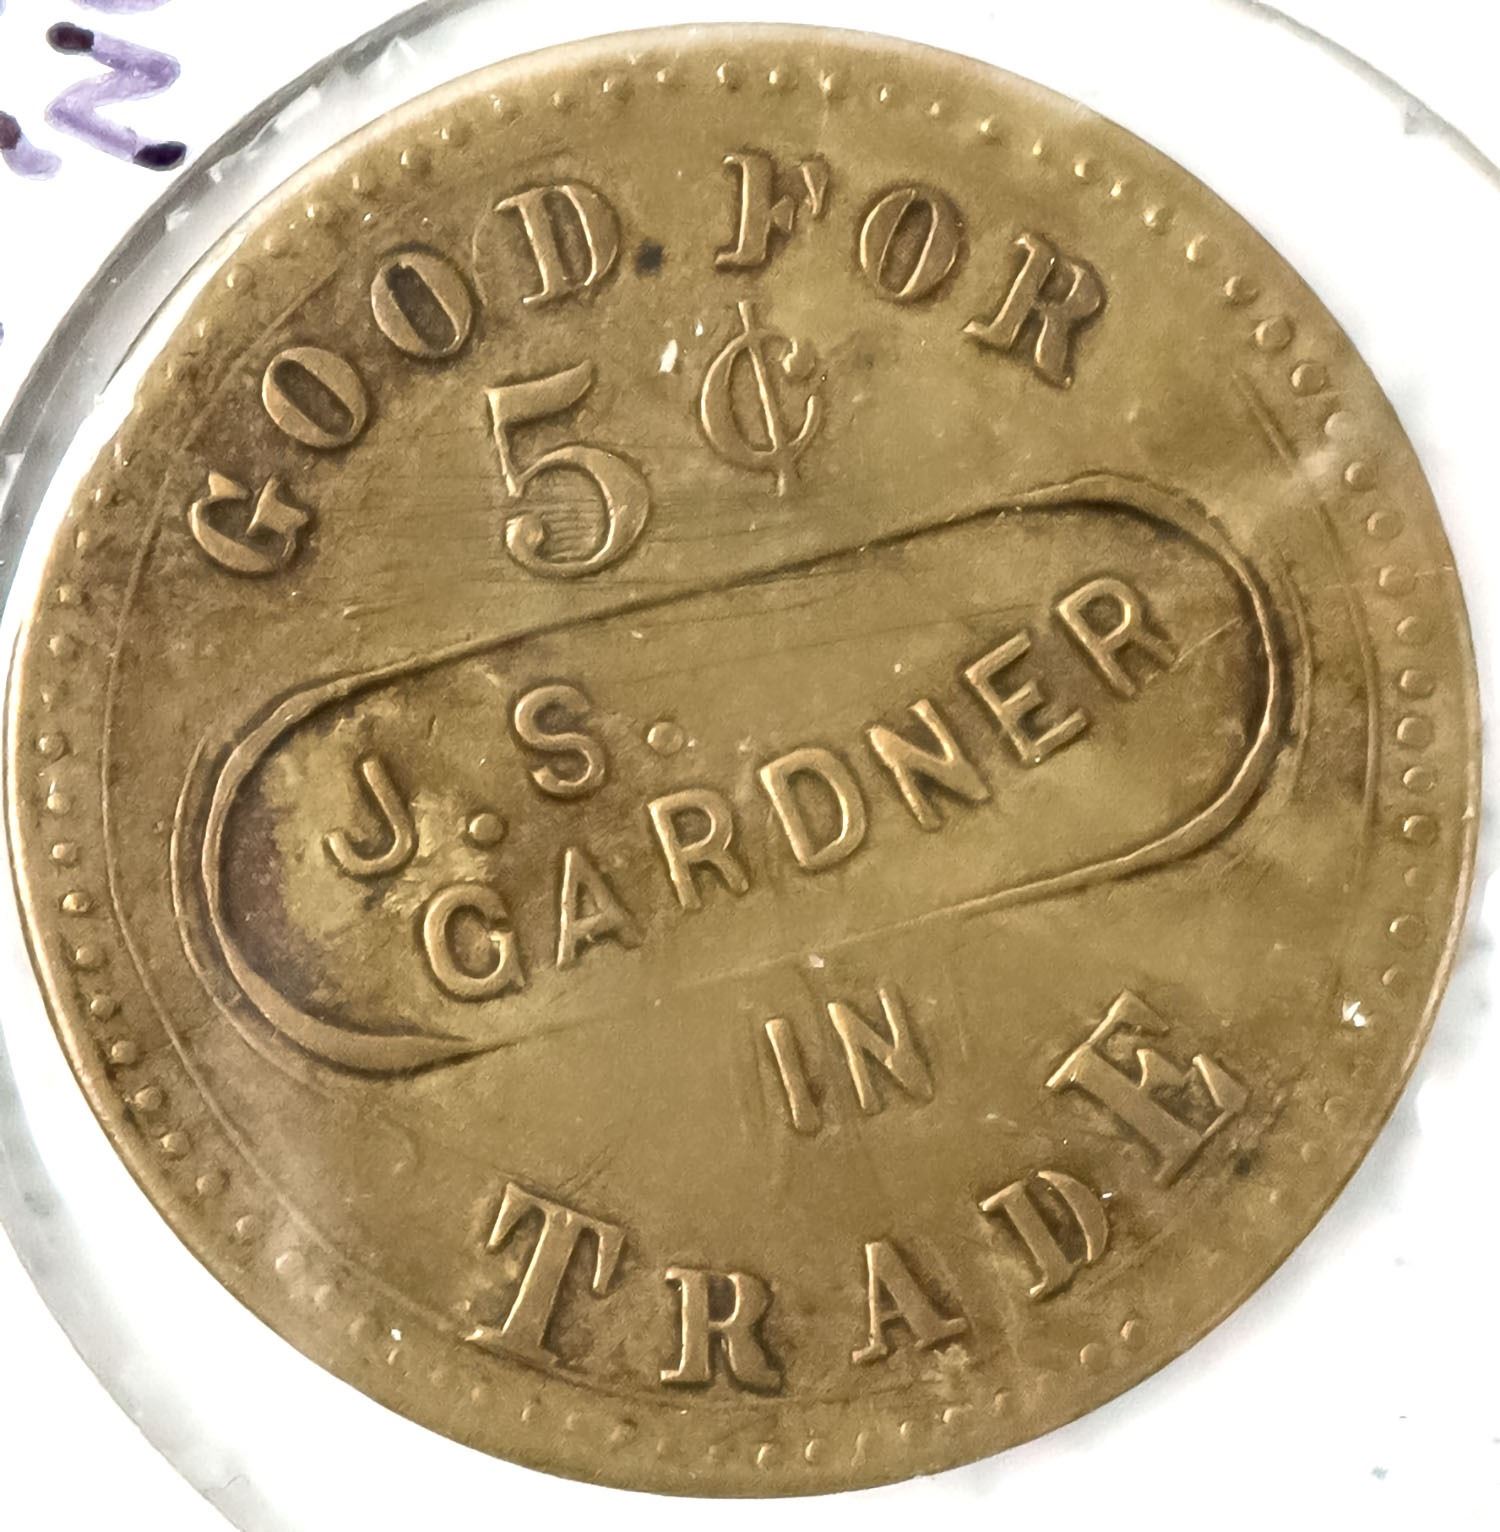 GOOD FOR
5 ¢
J. S.
GARDNER
IN
TRADE